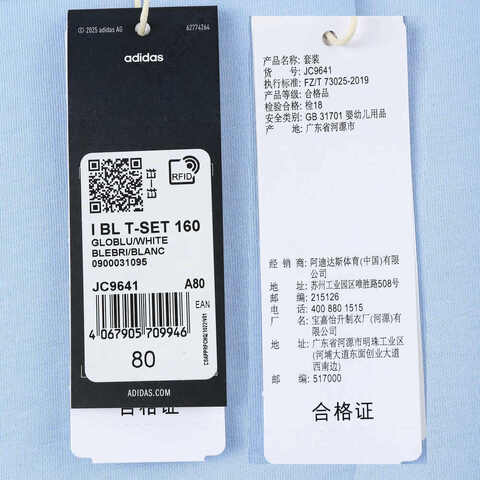 © 2025 adidas AG
62774264
adidas
RFID
EI-EI
I BL T-SET 160
GLOBLU/WHITE
BLEBRI/BLANC
0900031095
JC9641 A80
EAN
4 067905 709946
80
ADIDAS.COM
合格证
产品名称: 套装
货 号: JC9641
执行标准: FZ/T 73025-2019
产品等级: 合格品
检验合格: 检18
安全类别: GB 31701 婴幼儿用品
产 地: 广东省河源市
经 销 商: 阿迪达斯体育(中国)有限
公司
地 址: 苏州工业园区唯胜路508号
邮 编: 215126
电 话: 400 880 1515
厂 名: 宝嘉怡升制衣厂(河源)有限
公司
地 址: 广东省河源市明珠工业区
(河埔大道东面创业大道
西南边)
邮 编: 517000
合格证